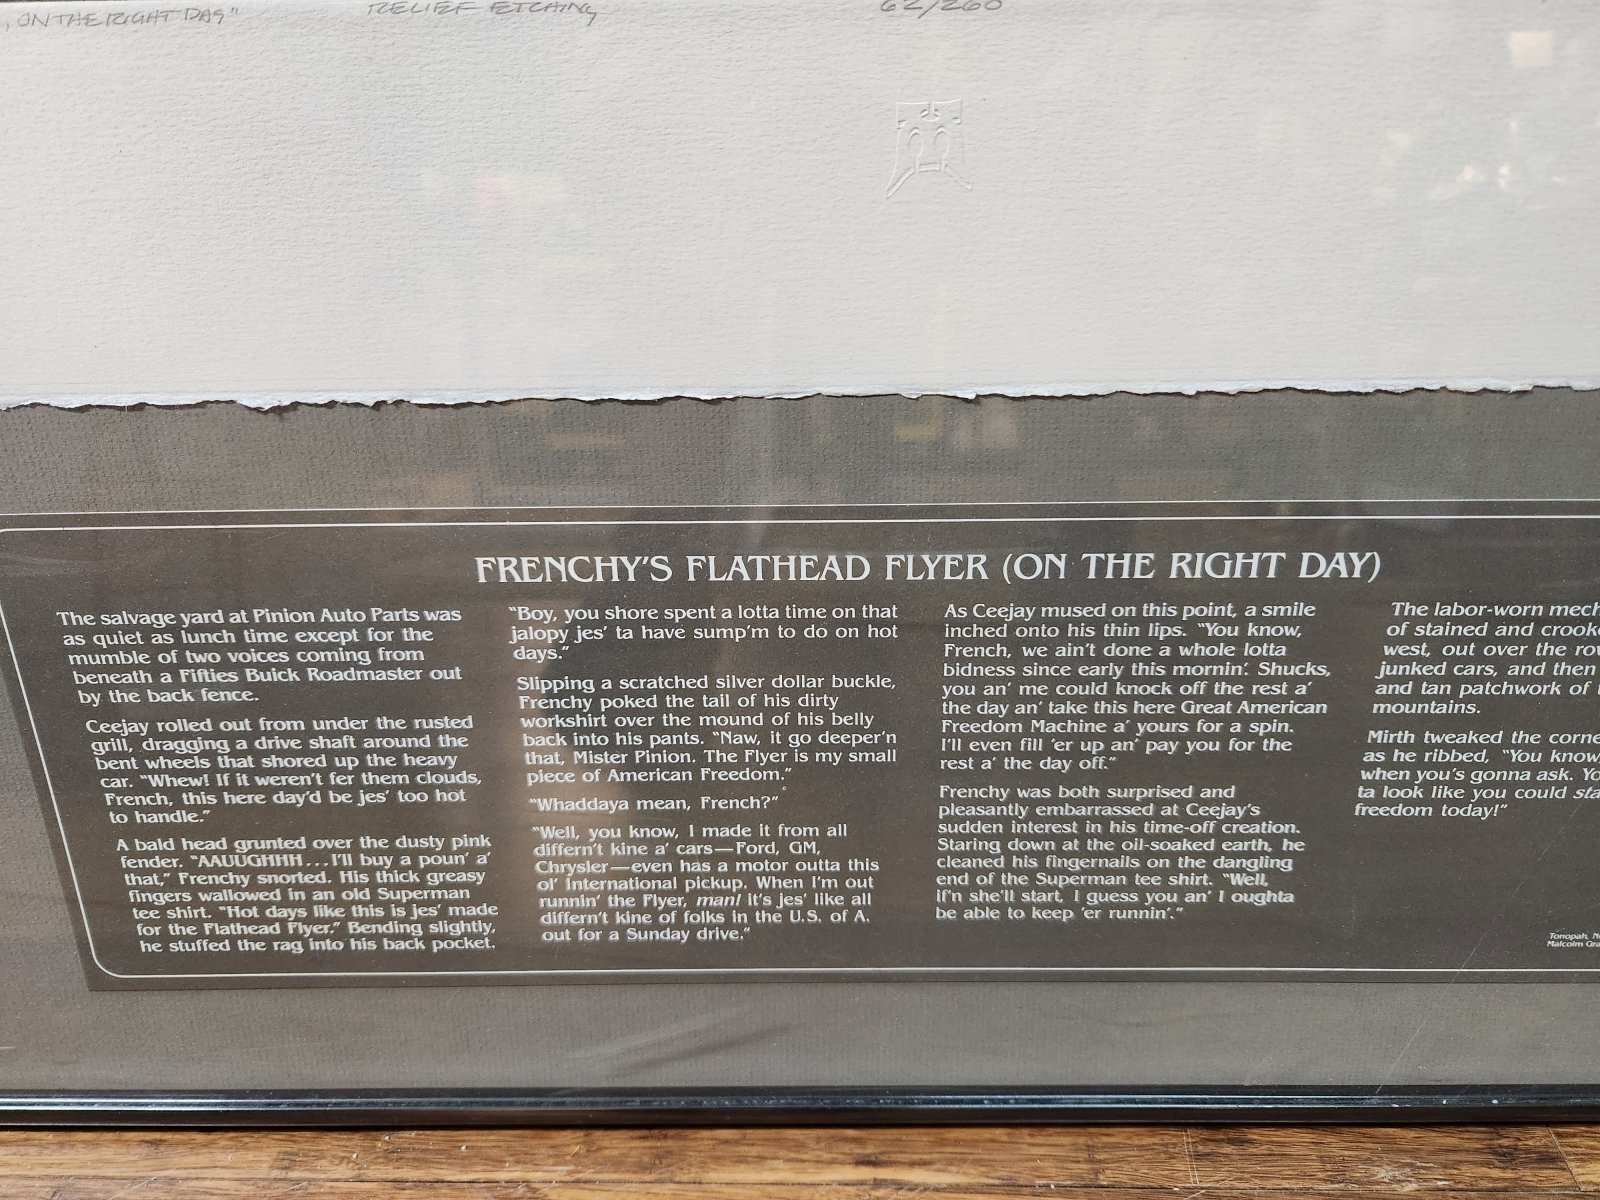 , ON THE RIGHT DAY"
RELIEF ETCHING
62/260
FRENCHY'S FLATHEAD FLYER (ON THE RIGHT DAY)
The salvage yard at Pinion Auto Parts was
as quiet as lunch time except for the
mumble of two voices coming from
beneath a Fifties Buick Roadmaster out
by the back fence.
Ceejay rolled out from under the rusted
grill, dragging a drive shaft around the
bent wheels that shored up the heavy
car. "Whew! If it weren't fer them clouds,
French, this here day'd be jes' too hot
to handle."
A bald head grunted over the dusty pink
fender. "AAUUGHHH...I'll buy a poun' a'
that," Frenchy snorted. His thick greasy
fingers wallowed in an old Superman
tee shirt. "Hot days like this is jes' made
for the Flathead Flyer." Bending slightly,
he stuffed the rag into his back pocket.
"Boy, you shore spent a lotta time on that
jalopy jes' ta have sump'm to do on hot
days."
Slipping a scratched silver dollar buckle,
Frenchy poked the tail of his dirty
workshirt over the mound of his belly
back into his pants. "Naw, it go deeper'n
that, Mister Pinion. The Flyer is my small
piece of American Freedom."
"Whaddaya mean, French?"
"Well, you know, I made it from all
differn't kine a' cars—Ford, GM,
Chrysler—even has a motor outta this
ol' International pickup. When I'm out
runnin' the Flyer, man! it's jes' like all
differn't kine of folks in the U.S. of A.
out for a Sunday drive."
As Ceejay mused on this point, a smile
inched onto his thin lips. "You know,
French, we ain't done a whole lotta
bidness since early this mornin'. Shucks,
you an' me could knock off the rest a'
the day an' take this here Great American
Freedom Machine a' yours for a spin.
I'll even fill 'er up an' pay you for the
rest a' the day off."
Frenchy was both surprised and
pleasantly embarrassed at Ceejay's
sudden interest in his time-off creation.
Staring down at the oil-soaked earth, he
cleaned his fingernails on the dangling
end of the Superman tee shirt. "Well,
if'n she'll start, I guess you an' I oughta
be able to keep 'er runnin'."
The labor-worn mech
of stained and crooke
west, out over the rov
junked cars, and then
and tan patchwork of
mountains.
Mirth tweaked the corne
as he ribbed, "You know,
when you're gonna ask. Yo
ta look like you could sta
freedom today!"
Tonopah, Ne
Malcolm Gra